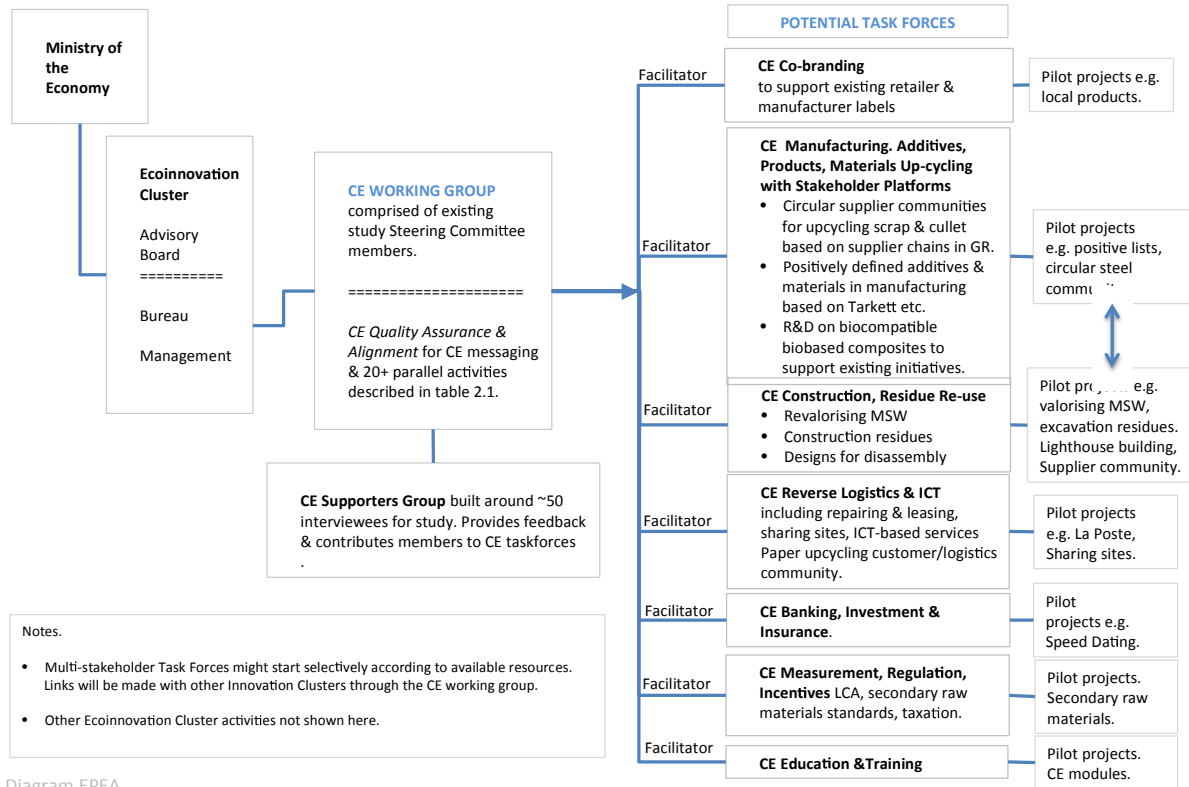 Ministry of
the
Economy
Ecoinnovation
Cluster
Advisory
Board
==========
Bureau
Management
CE WORKING GROUP
comprised of existing
study Steering Committee
members.
=====================
CE Quality Assurance &
Alignment for CE messaging
& 20+ parallel activities
described in table 2.1.
CE Supporters Group built around ~50
interviewees for study. Provides feedback
& contributes members to CE taskforces
.
POTENTIAL TASK FORCES
Facilitator
CE Co-branding
to support existing retailer &
manufacturer labels
Pilot projects e.g.
local products.
Facilitator
CE Manufacturing. Additives,
Products, Materials Up-cycling
with Stakeholder Platforms
• Circular supplier communities
for upcycling scrap & cullet
based on supplier chains in GR.
• Positively defined additives &
materials in manufacturing
based on Tarkett etc.
• R&D on biocompatible
biobased composites to
support existing initiatives.
Pilot projects
e.g. positive lists,
circular steel
Facilitator
CE Construction, Residue Re-use
• Revalorising MSW
• Construction residues
• Designs for disassembly
Pilot e.g.
valorising MSW,
excavation residues.
Lighthouse building,
Supplier community.
Facilitator
CE Reverse Logistics & ICT
including repairing & leasing,
sharing sites, ICT-based services
Paper upcycling customer/logistics
community.
Pilot projects
e.g. La Poste,
Sharing sites.
Facilitator
CE Banking, Investment &
Insurance.
Pilot
projects e.g.
Speed Dating.
Facilitator
CE Measurement, Regulation,
Incentives LCA, secondary raw
materials standards, taxation.
Pilot projects.
Secondary raw
materials.
Facilitator
CE Education &Training
Pilot projects.
CE modules.
Notes.
• Multi-stakeholder Task Forces might start selectively according to available resources.
Links will be made with other Innovation Clusters through the CE working group.
• Other Ecoinnovation Cluster activities not shown here.
Diagram EPEA